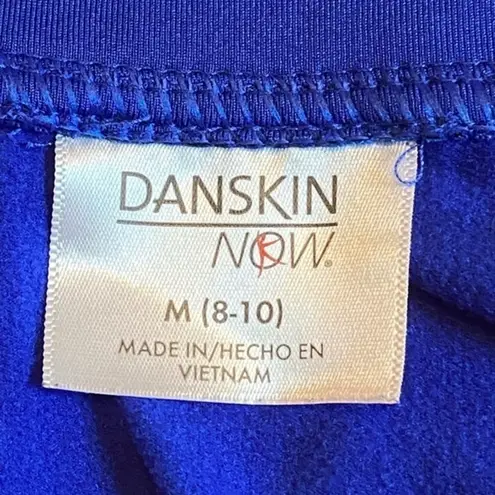 DANSKIN
NOW®
M (8-10)
MADE IN/HECHO EN
VIETNAM